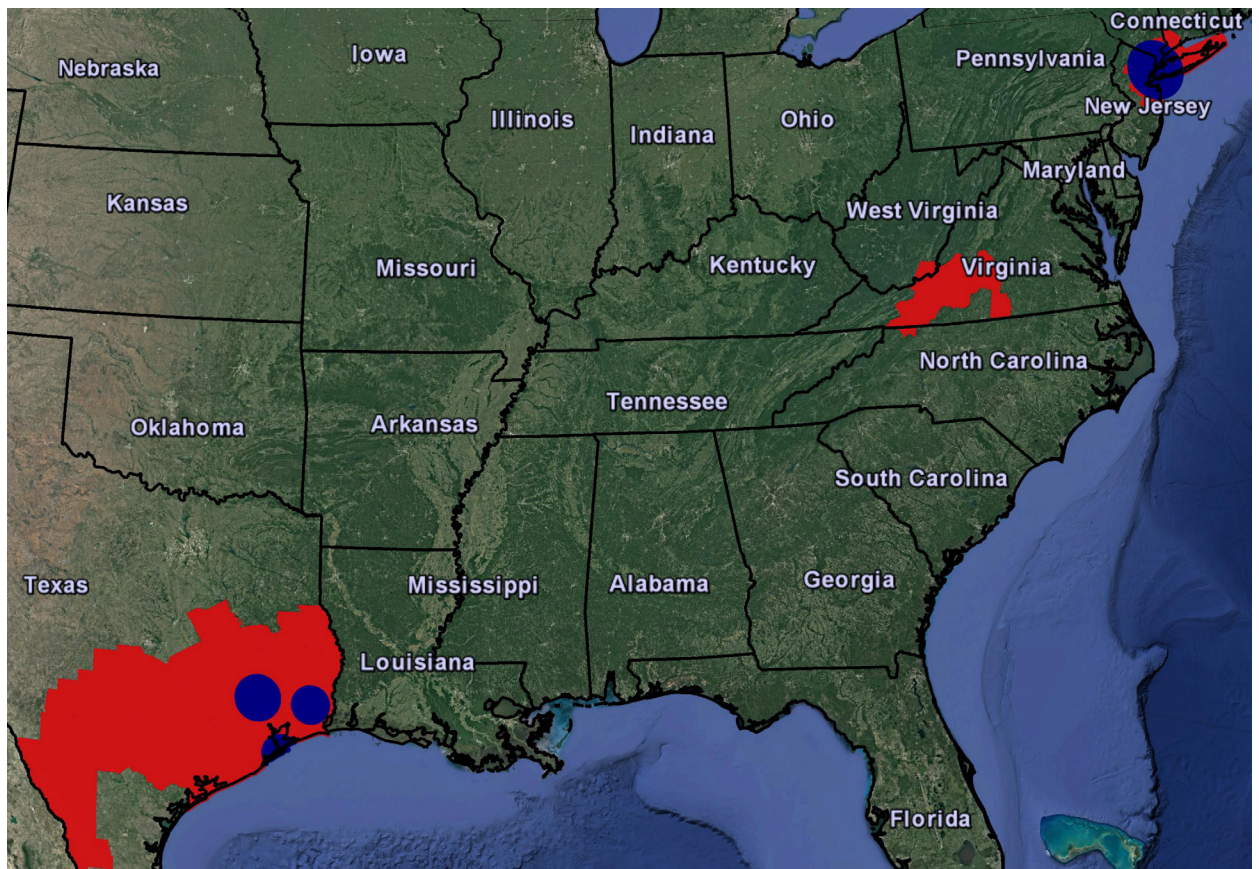 Connecticut
Iowa
Pennsylvania
Nebraska
New Jersey
Illinois
Ohio
Indiana
Maryland
Kansas
West Virginia
Missouri
Kentucky
Virginia
North Carolina
Tennessee
Arkansas
Oklahoma
South Carolina
Georgia
Texas
Mississippi
Alabama
Louisiana
Florida